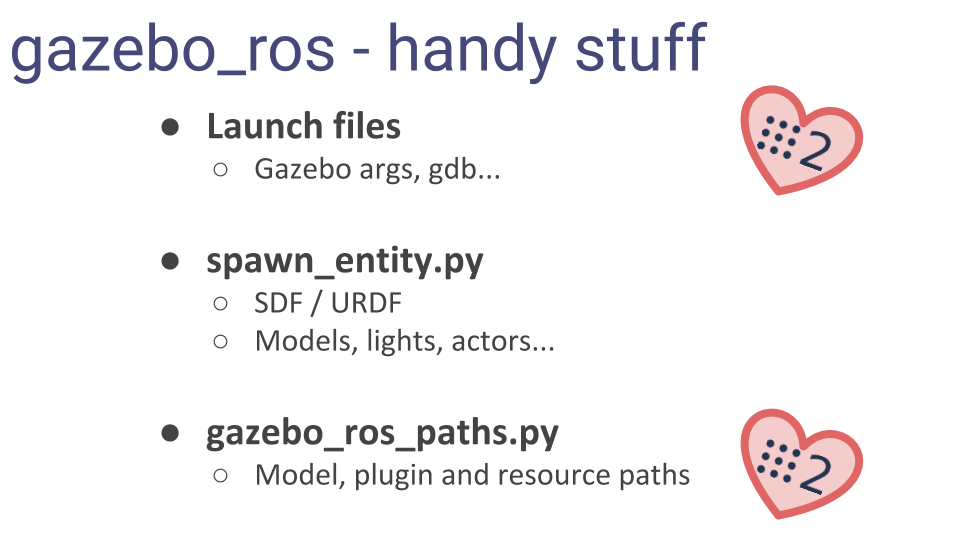 gazebo_ros - handy stuff
● Launch files
○ Gazebo args, gdb...
2
● spawn_entity.py
○ SDF / URDF
○ Models, lights, actors...
● gazebo_ros_paths.py
○ Model, plugin and resource paths
2